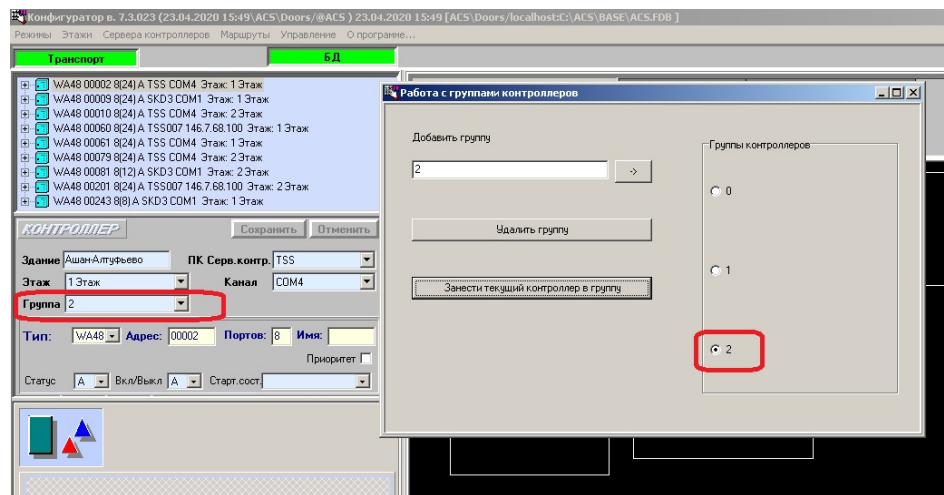 Конфигуратор в. 7.3.023 (23.04.2020 15:49\ACS\Doors/@ACS ) 23.04.2020 15:49 [ACS\Doors/localhost:C:\ACS\BASE\ACS.FDB ]
Режимы Этажи Сервера контроллеров Маршруты Управление О програмне...
Транспорт БД
WA48 00002 8(24) A TSS COM4 Этаж: 1 Этаж
WA48 00009 8(24) A SKD3 COM1 Этаж: 1 Этаж
WA48 00010 8(24) A TSS COM4 Этаж: 2 Этаж
WA48 00060 8(24) A TSS007 146.7.68.100 Этаж: 1 Этаж
WA48 00061 8(24) A TSS COM4 Этаж: 1 Этаж
WA48 00079 8(24) A TSS COM4 Этаж: 2 Этаж
WA48 00081 8(12) A SKD3 COM1 Этаж: 2 Этаж
WA48 00201 8(24) A TSS007 146.7.68.100 Этаж: 2 Этаж
WA48 00243 8(8) A SKD3 COM1 Этаж: 1 Этаж
КОНТРОЛЛЕР Сохранить Отменить
Здание Ашан-Алтуфьево ПК Серв.контр. TSS
Этаж 1 Этаж Канал COM4
Группа 2
Тип: WA48 Адрес: 00002 Портов: 8 Имя:
Приоритет
Статус A Вкл/Выкл A Старт.сост.
Работа с группами контроллеров
Добавить группу
2 ->
Удалить группу
Занести текущий контроллер в группу
Группы контроллеров
0
1
2